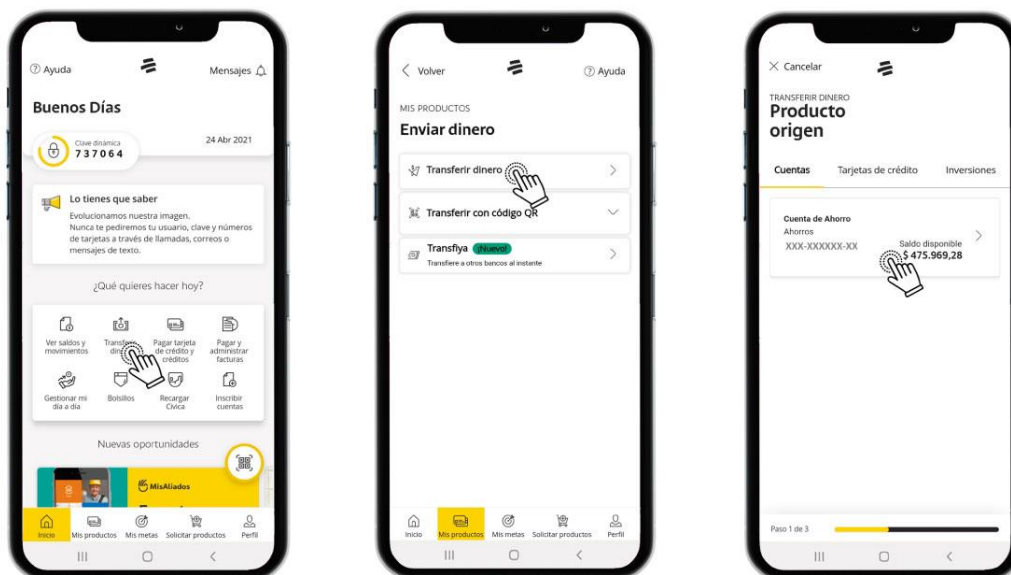 Ayuda
Mensajes
Buenos Días
Clave dinámica
737064
24 Abr 2021
Lo tienes que saber
Evolucionamos nuestra imagen.
Nunca te pediremos tu usuario, clave y números
de tarjetas a través de llamadas, correos o
mensajes de texto.
¿Qué quieres hacer hoy?
Ver saldos y
movimientos
Pagar tarjeta
de crédito y
créditos
Pagar y
administrar
facturas
Gestionar mi
día a día
Bolsillos
Recargar
Cívica
Inscribir
cuentas
Nuevas oportunidades
MisAliados
Inicio
Mis productos
Mis metas
Solicitar productos
Perfil
Volver
Ayuda
MIS PRODUCTOS
Enviar dinero
Transferir dinero
Transferir con código QR
Transfiya ¡Nuevo!
Transfiere a otros bancos al instante
Inicio
Mis productos
Mis metas
Solicitar productos
Perfil
Cancelar
TRANSFERIR DINERO
Producto
origen
Cuentas
Tarjetas de crédito
Inversiones
Cuenta de Ahorro
Ahorros
XXX-XXXXXX-XX
Saldo disponible
$ 475.969,28
Paso 1 de 3